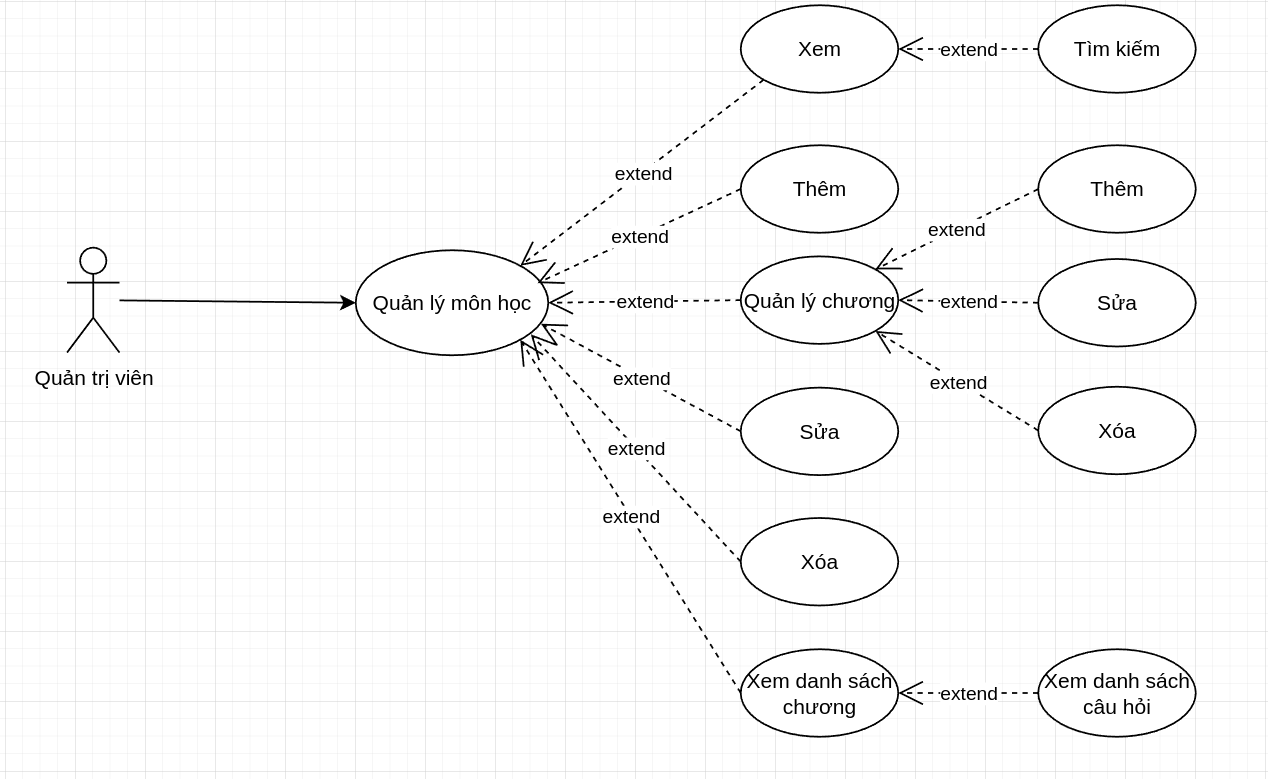 Xem
extend
Tìm kiếm
extend
Thêm
Thêm
extend
extend
Quản lý môn học
extend
Quản lý chương
extend
Sửa
Quản trị viên
extend
extend
Sửa
Xóa
extend
extend
Xóa
Xem danh sách
chương
extend
Xem danh sách
câu hỏi